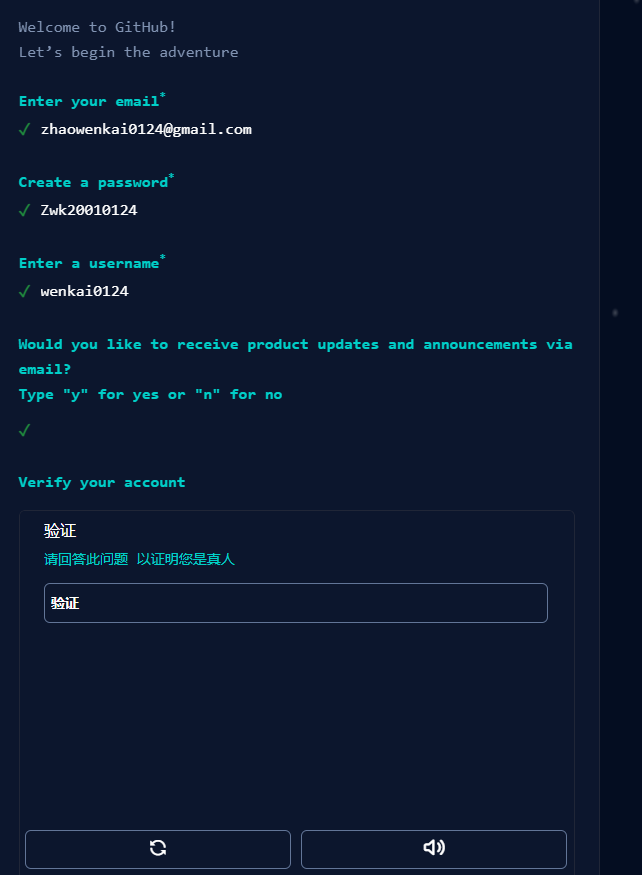 Welcome to GitHub!
Let’s begin the adventure
Enter your email*
✓ zhaowenkai0124@gmail.com
Create a password*
✓ Zwk20010124
Enter a username*
✓ wenkai0124
Would you like to receive product updates and announcements via
email?
Type "y" for yes or "n" for no
✓
Verify your account
验证
请回答此问题 以证明您是真人
验证